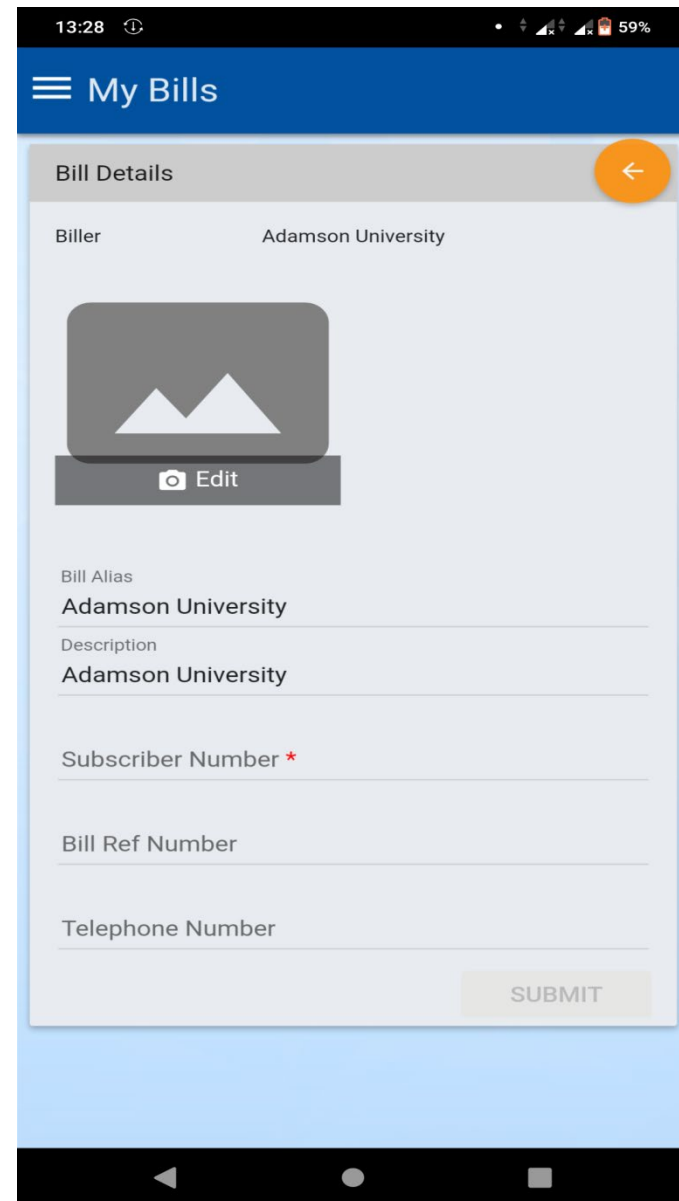 13:28
59%
My Bills
Bill Details
Biller Adamson University
Edit
Bill Alias
Adamson University
Description
Adamson University
Subscriber Number *
Bill Ref Number
Telephone Number
SUBMIT